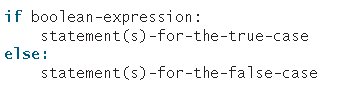 if boolean-expression:
    statement(s)-for-the-true-case
else:
    statement(s)-for-the-false-case